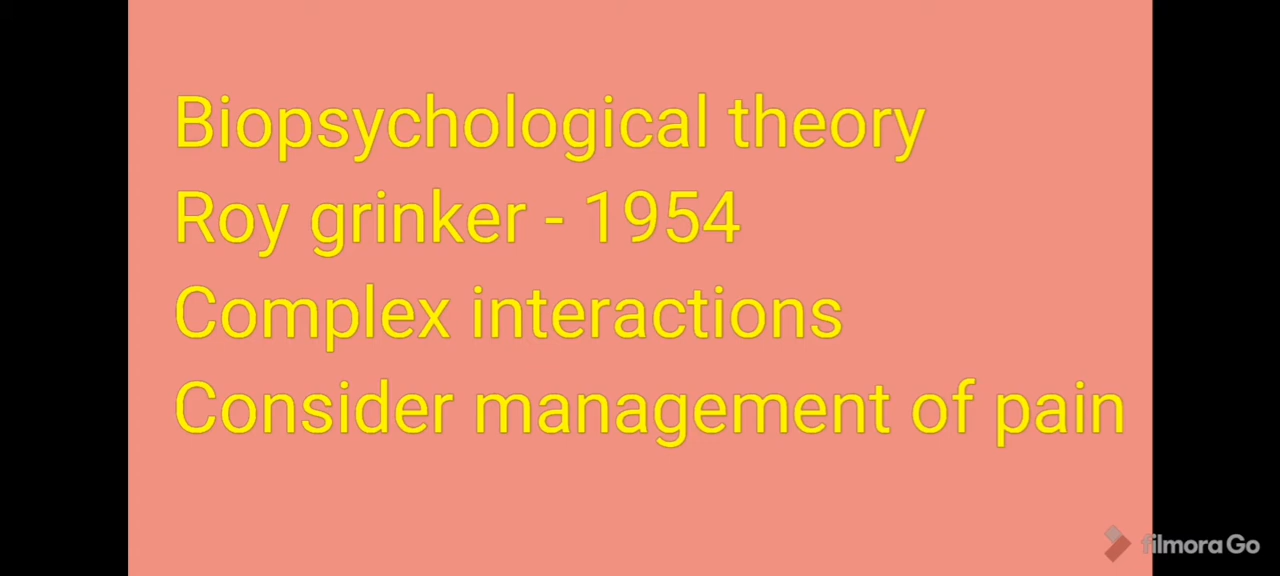 Biopsychological theory
Roy grinker - 1954
Complex interactions
Consider management of pain
filmora Go